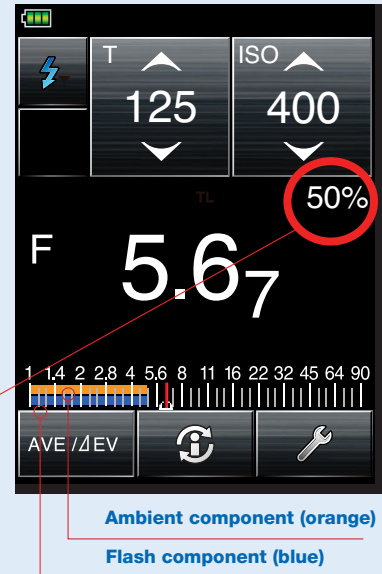 T ISO
125 400
TL
50%
F 5.67
1 1.4 2 2.8 4 5.6 8 11 16 22 32 45 64 90
AVE/⊿EV
Ambient component (orange)
Flash component (blue)